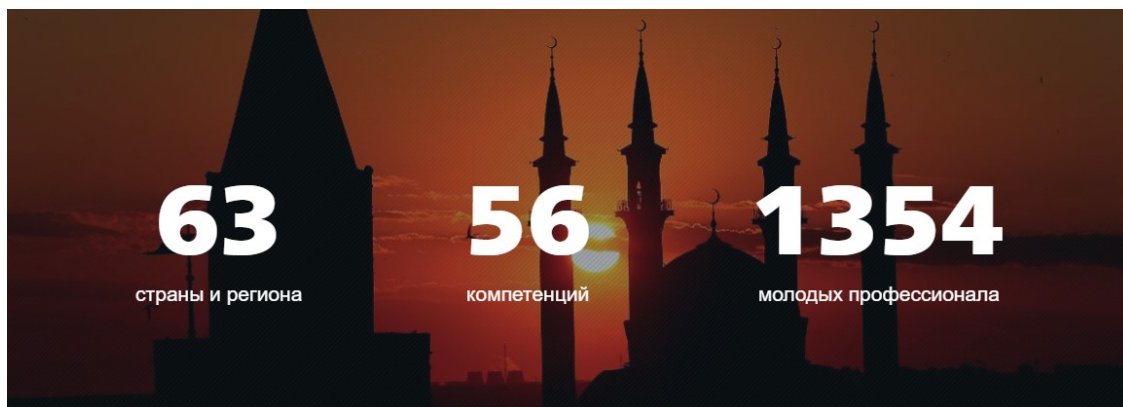 63
56
1354
страны и региона
компетенций
молодых профессионала